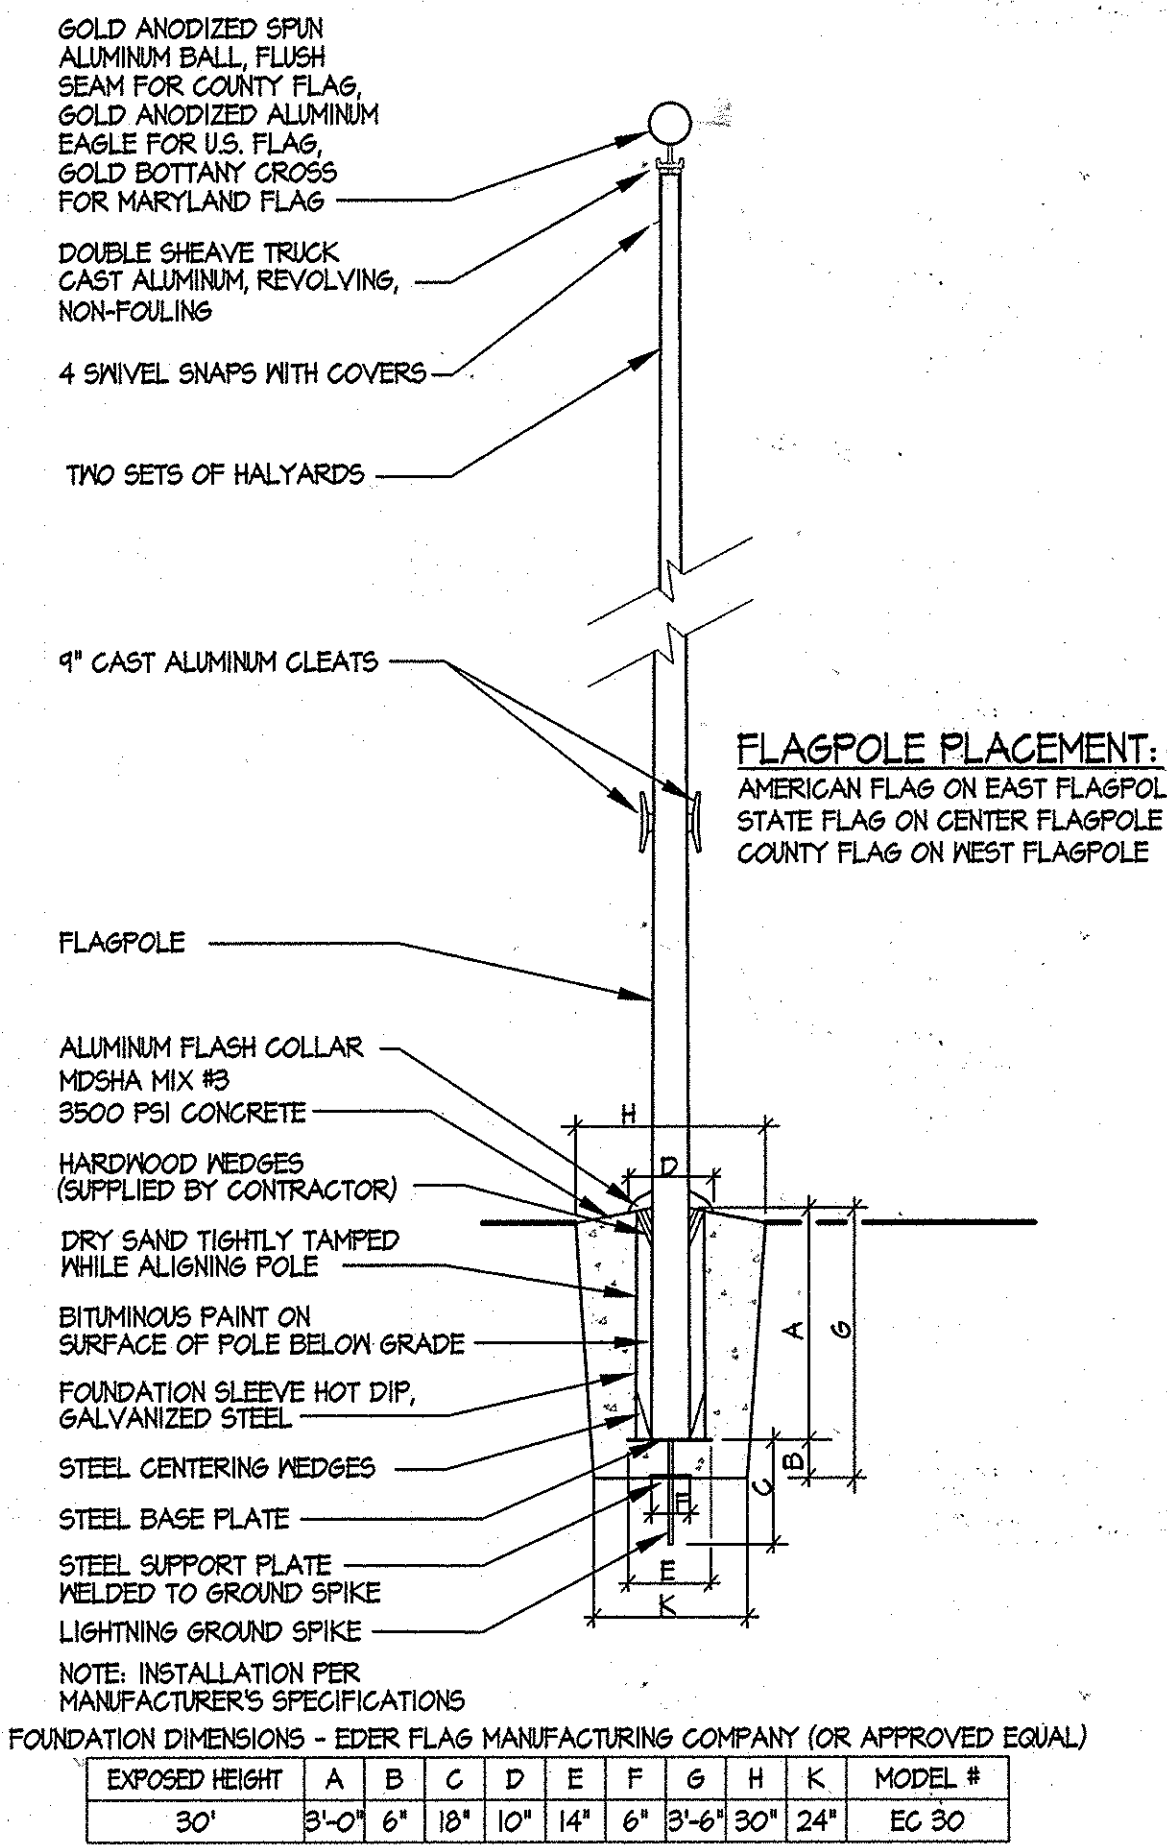 GOLD ANODIZED SPUN
ALUMINUM BALL, FLUSH
SEAM FOR COUNTY FLAG,
GOLD ANODIZED ALUMINUM
EAGLE FOR U.S. FLAG,
GOLD BOTTANY CROSS
FOR MARYLAND FLAG
DOUBLE SHEAVE TRUCK
CAST ALUMINUM, REVOLVING,
NON-FOULING
4 SWIVEL SNAPS WITH COVERS
TWO SETS OF HALYARDS
9" CAST ALUMINUM CLEATS
FLAGPOLE PLACEMENT:
AMERICAN FLAG ON EAST FLAGPOL
STATE FLAG ON CENTER FLAGPOLE
COUNTY FLAG ON WEST FLAGPOLE
FLAGPOLE
ALUMINUM FLASH COLLAR
MDSHA MIX #3
3500 PSI CONCRETE
H
HARDWOOD WEDGES
(SUPPLIED BY CONTRACTOR)
D
DRY SAND TIGHTLY TAMPED
WHILE ALIGNING POLE
BITUMINOUS PAINT ON
SURFACE OF POLE BELOW GRADE
A
G
FOUNDATION SLEEVE HOT DIP,
GALVANIZED STEEL
STEEL CENTERING WEDGES
B
C
STEEL BASE PLATE
F
STEEL SUPPORT PLATE
WELDED TO GROUND SPIKE
E
K
LIGHTNING GROUND SPIKE
NOTE: INSTALLATION PER
MANUFACTURER'S SPECIFICATIONS
FOUNDATION DIMENSIONS - EDER FLAG MANUFACTURING COMPANY (OR APPROVED EQUAL)
EXPOSED HEIGHT A B C D E F G H K MODEL #
30' 3'-0" 6" 18" 10" 14" 6" 3'-6" 30" 24" EC 30